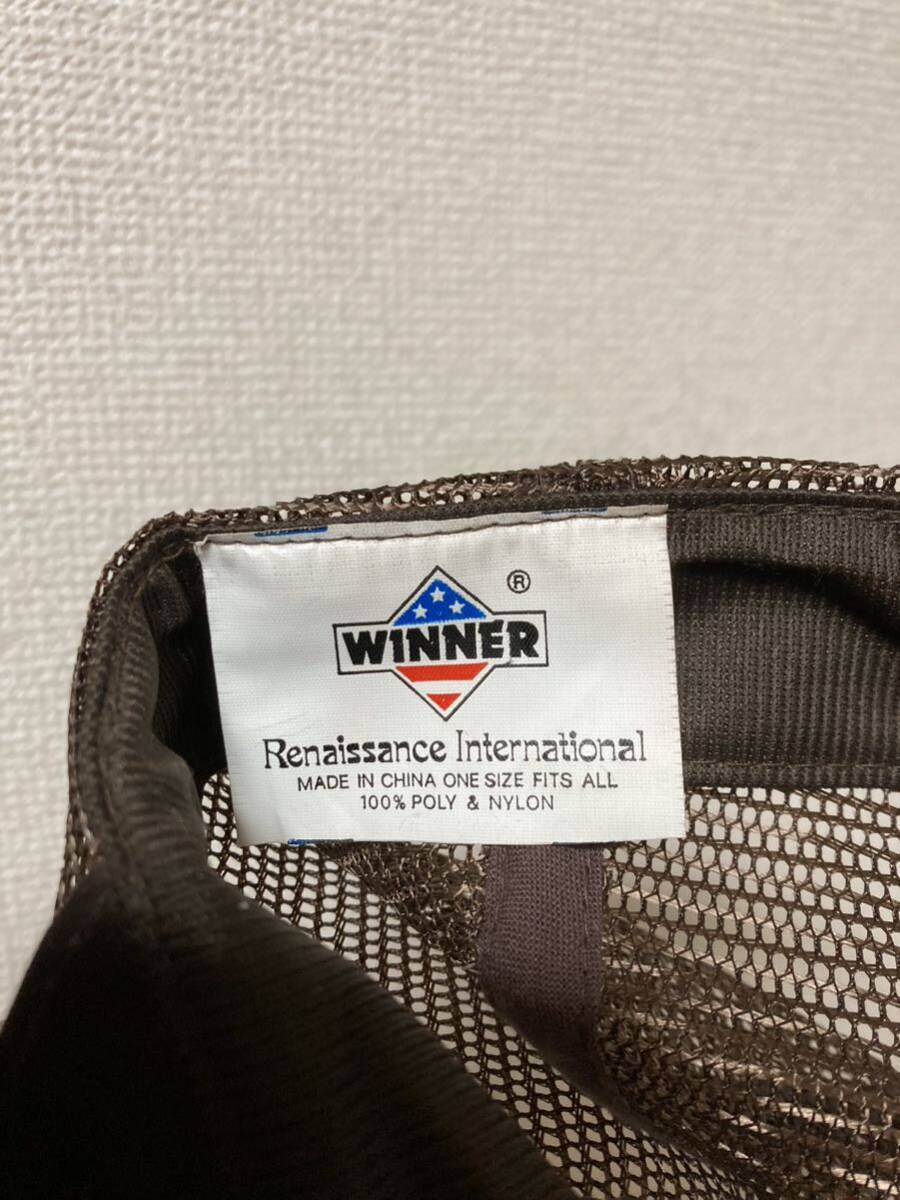 ®
WINNER
Renaissance International
MADE IN CHINA ONE SIZE FITS ALL
100% POLY & NYLON